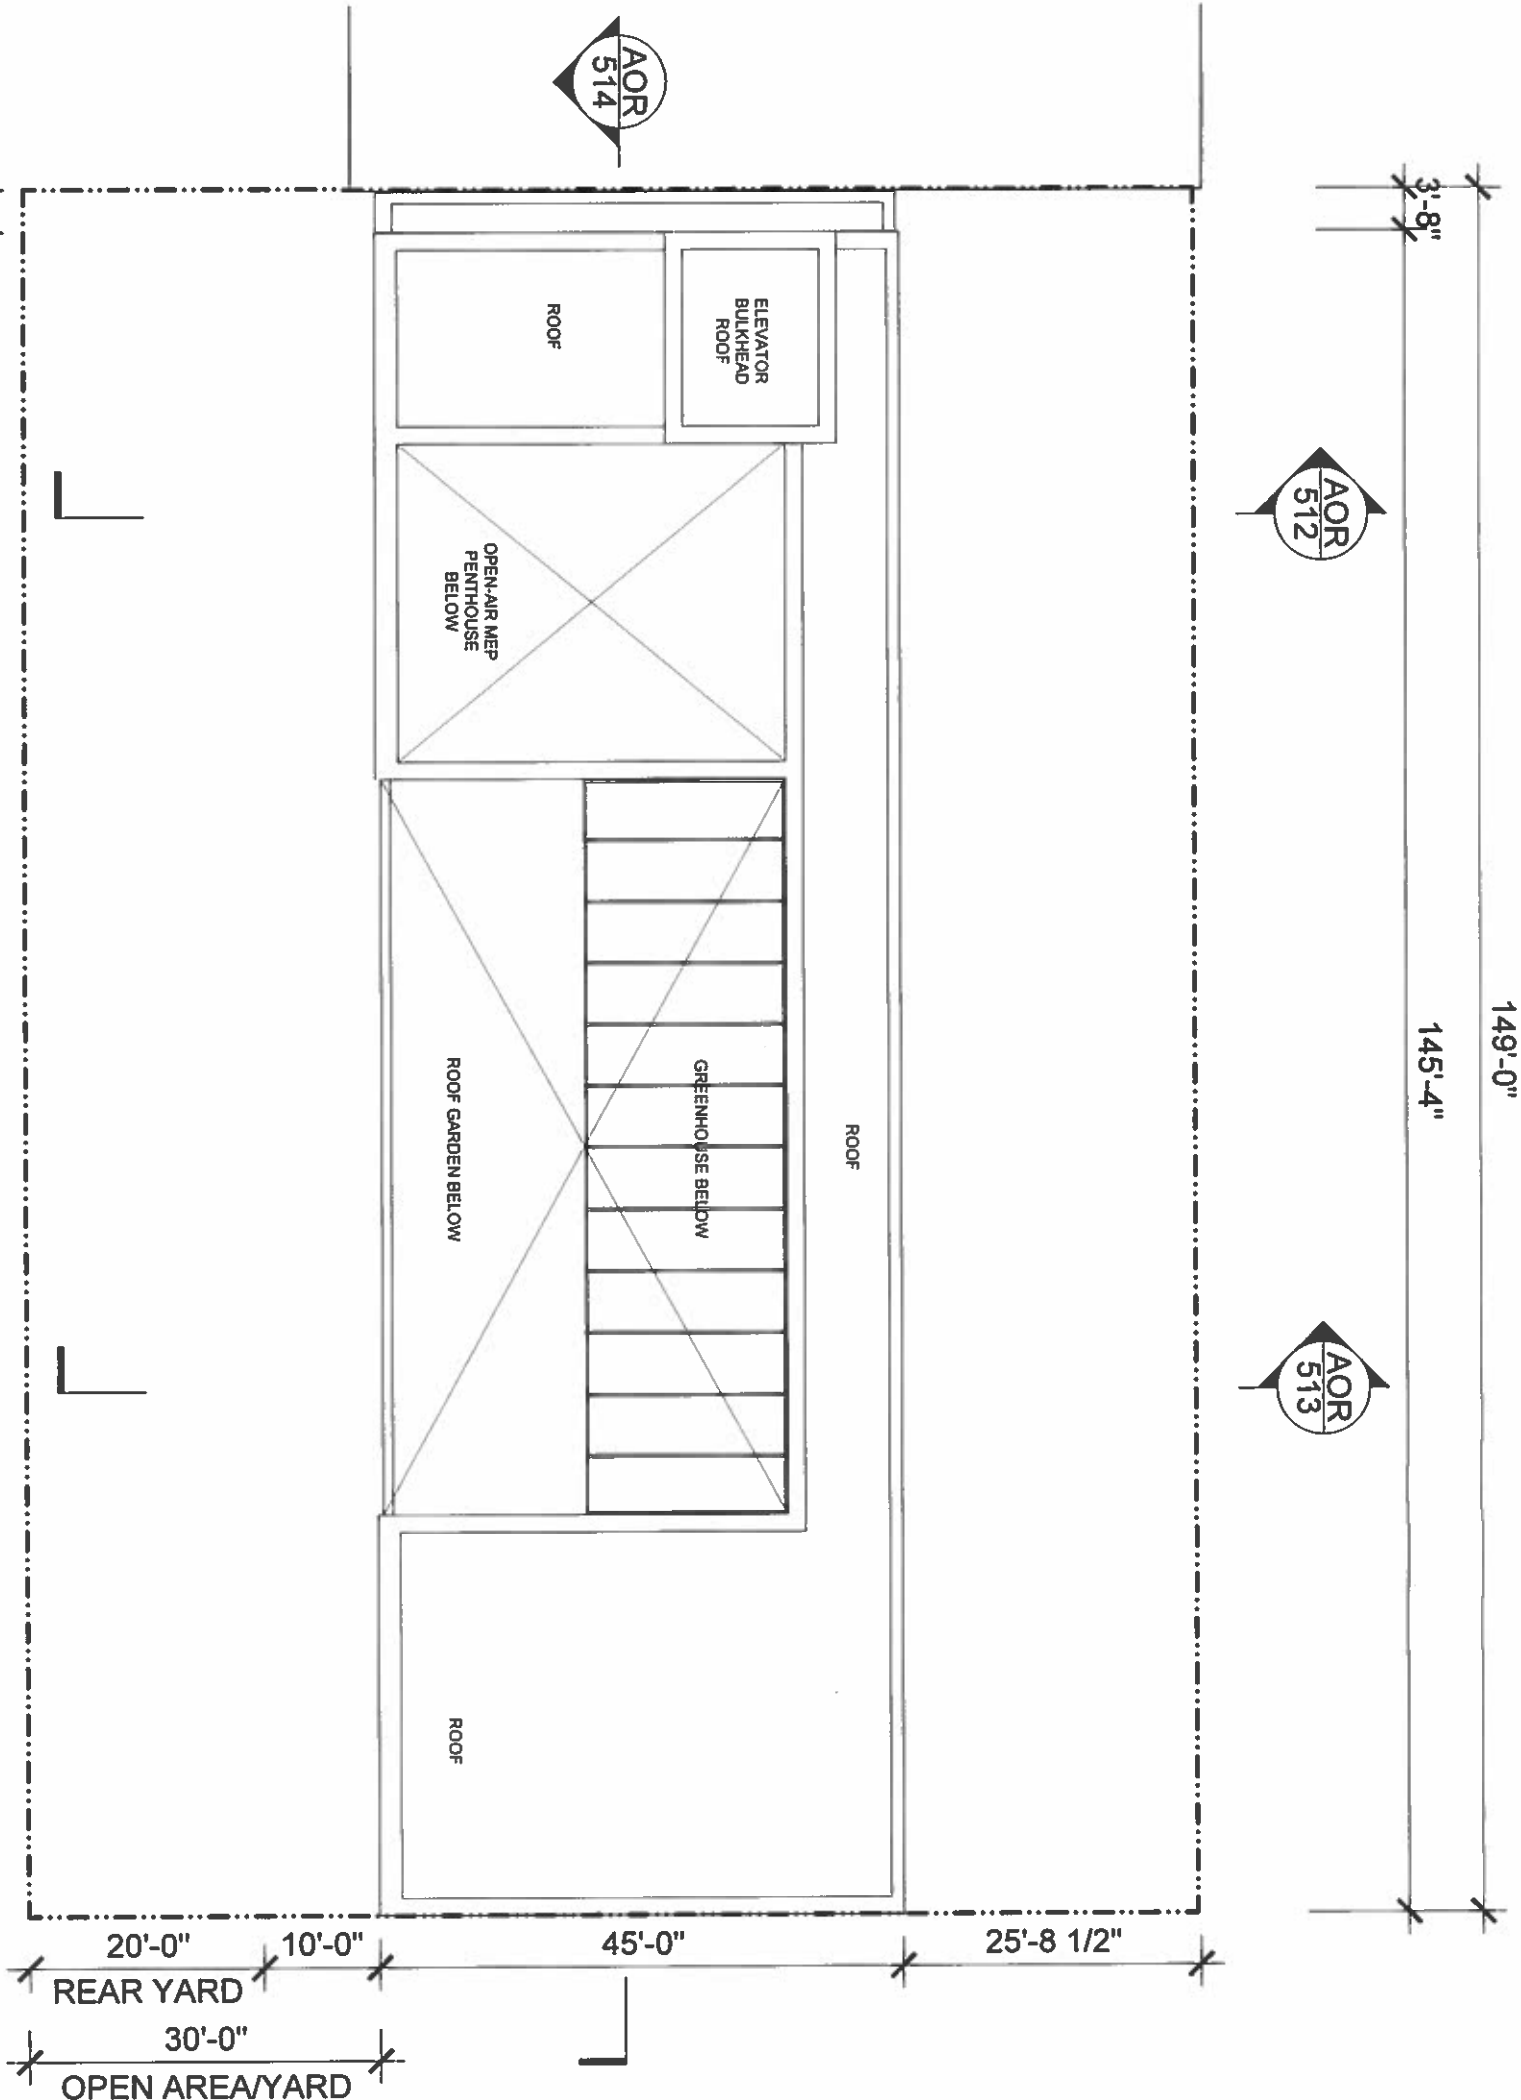 AOR
514
3'-8"
149'-0"
145'-4"
ROOF
ELEVATOR
BULKHEAD
ROOF
AOR
512
OPEN-AIR MEP
PENTHOUSE
BELOW
ROOF GARDEN BELOW
GREENHOUSE BELOW
ROOF
AOR
513
ROOF
20'-0"
10'-0"
45'-0"
25'-8 1/2"
REAR YARD
30'-0"
OPEN AREA/YARD